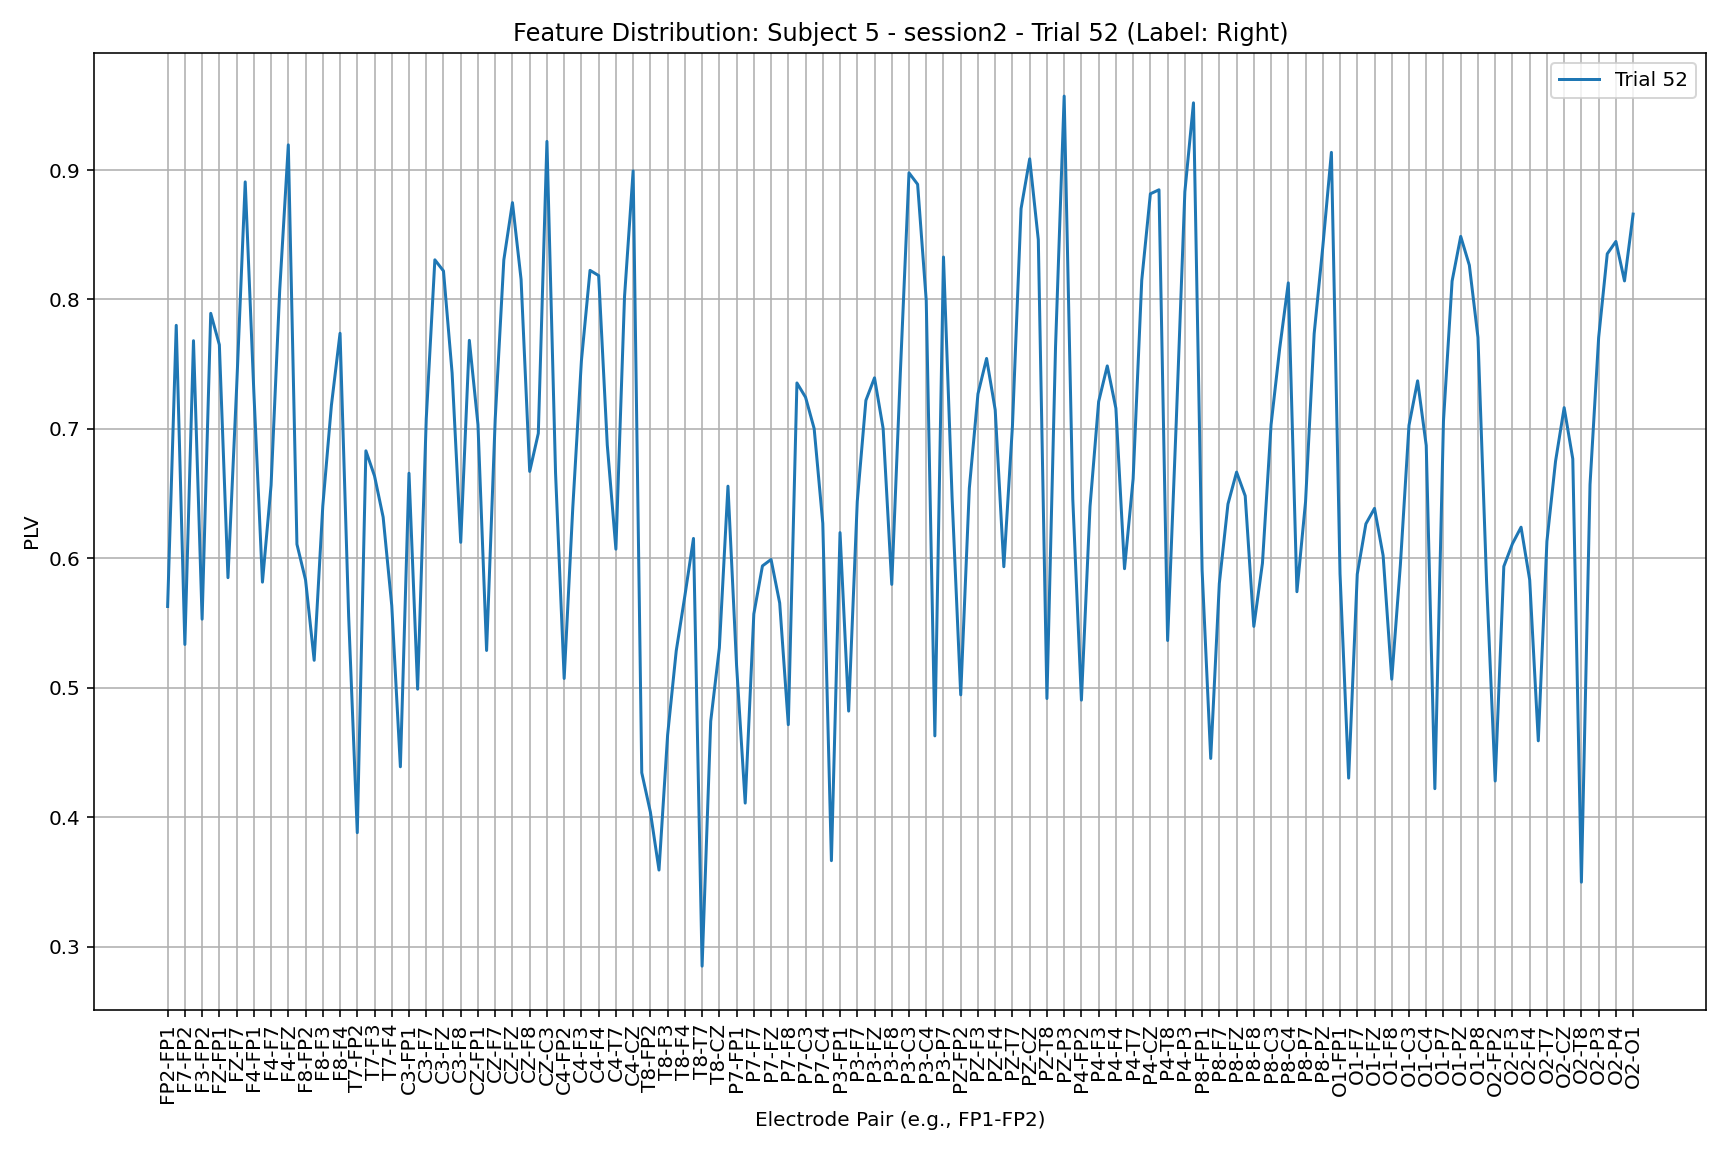 Feature Distribution: Subject 5 - session2 - Trial 52 (Label: Right)
Trial 52
PLV
0.9
0.8
0.7
0.6
0.5
0.4
0.3
FP2-FP1
F7-FP2
F3-FP2
FZ-FP1
FZ-F7
F4-FP1
F4-F7
F4-FZ
F8-FP2
F8-F3
F8-F4
T7-FP2
T7-F3
T7-F4
C3-FP1
C3-F7
C3-FZ
C3-F8
CZ-FP1
CZ-F7
CZ-FZ
CZ-F8
CZ-C3
C4-FP2
C4-F3
C4-F4
C4-T7
C4-CZ
T8-FP2
T8-F3
T8-F4
T8-T7
T8-CZ
P7-FP1
P7-F7
P7-FZ
P7-F8
P7-C3
P7-C4
P3-FP1
P3-F7
P3-FZ
P3-F8
P3-C3
P3-C4
P3-P7
PZ-FP2
PZ-F3
PZ-F4
PZ-T7
PZ-CZ
PZ-T8
PZ-P3
P4-FP2
P4-F3
P4-F4
P4-T7
P4-CZ
P4-T8
P4-P3
P8-FP1
P8-F7
P8-FZ
P8-F8
P8-C3
P8-C4
P8-P7
P8-PZ
O1-FP1
O1-F7
O1-FZ
O1-F8
O1-C3
O1-C4
O1-P7
O1-PZ
O1-P8
O2-FP2
O2-F3
O2-F4
O2-T7
O2-CZ
O2-T8
O2-P3
O2-P4
O2-O1
Electrode Pair (e.g., FP1-FP2)